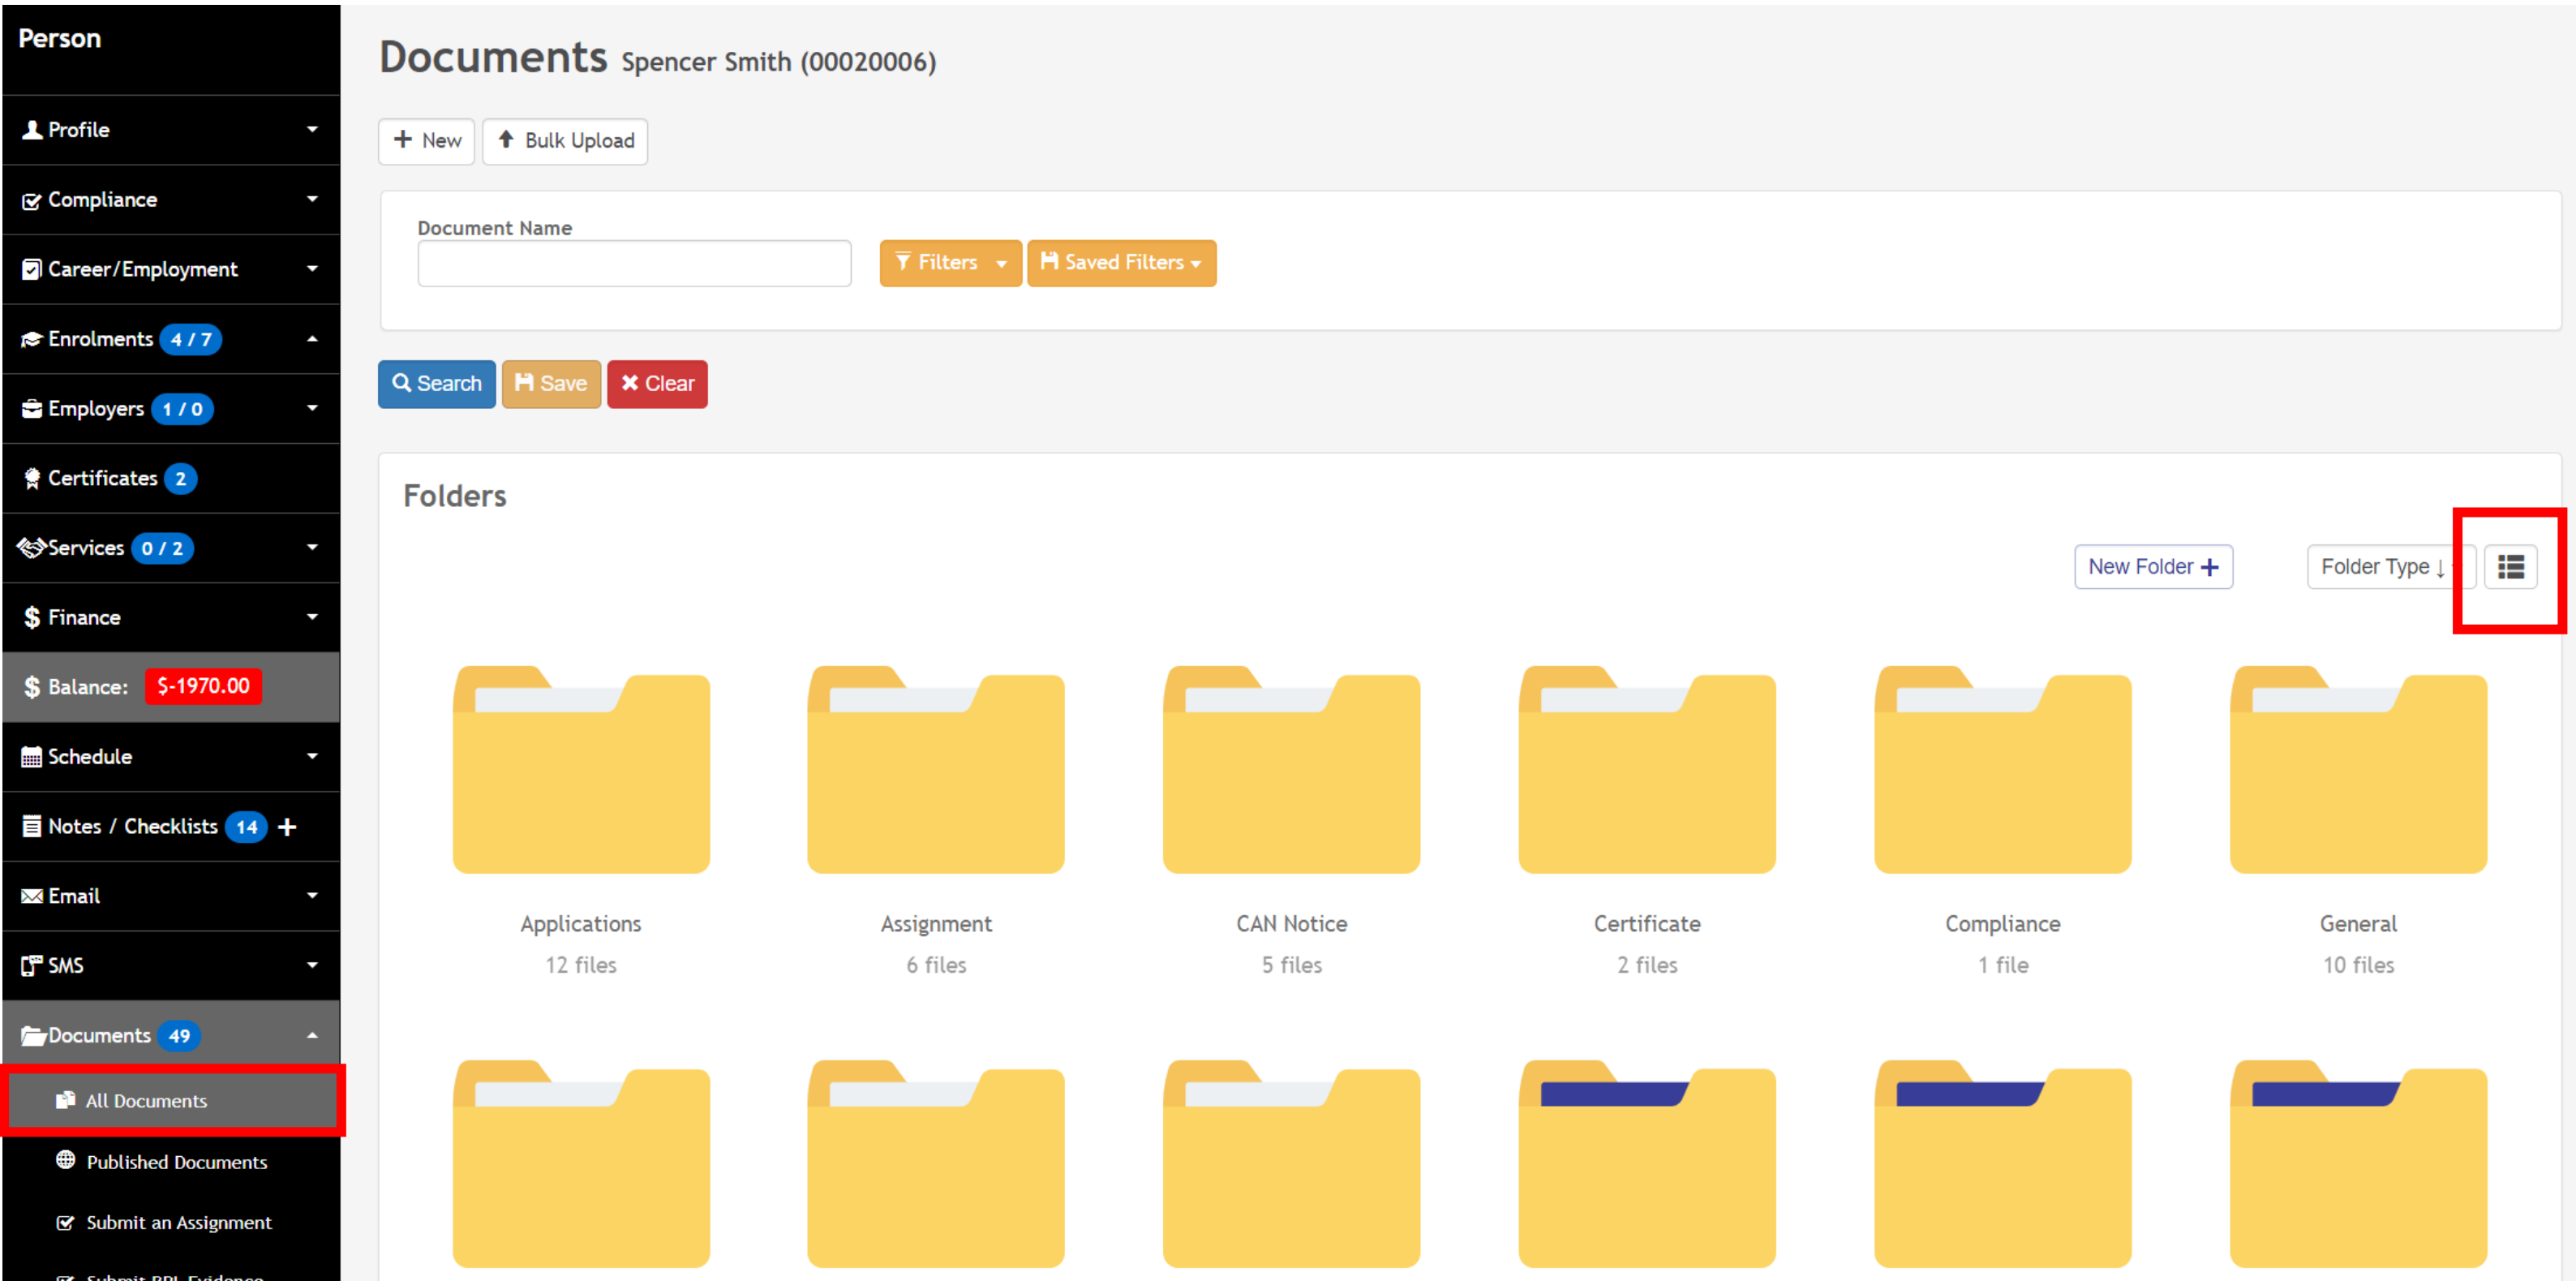 Person
Profile
Compliance
Career/Employment
Enrolments 4 / 7
Employers 1 / 0
Certificates 2
Services 0 / 2
Finance
Balance: $-1970.00
Schedule
Notes / Checklists 14 +
Email
SMS
Documents 49
All Documents
Published Documents
Submit an Assignment
Submit RPL Evidence
Documents Spencer Smith (00020006)
+ New Bulk Upload
Document Name
Filters Saved Filters
Search Save Clear
Folders
New Folder + Folder Type ↓
Applications Assignment CAN Notice Certificate Compliance General
12 files 6 files 5 files 2 files 1 file 10 files